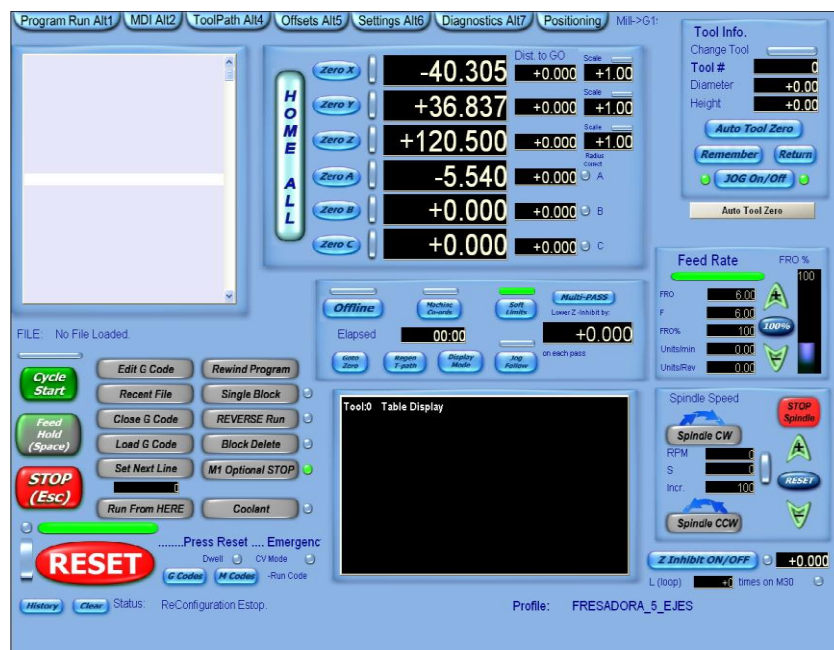 Program Run Alt1 MDI Alt2 ToolPath Alt4 Offsets Alt5 Settings Alt6 Diagnostics Alt7 Positioning Mill->G1
HOME ALL
Dist. to GO
Zero X -40.305 +0.000 Scale +1.00
Zero Y +36.837 +0.000 Scale +1.00
Zero Z +120.500 +0.000 Scale +1.00
Radius Correct
Zero A -5.540 +0.000 A
Zero B +0.000 +0.000 B
Zero C +0.000 +0.000 C
Tool Info.
Change Tool
Tool # 0
Diameter +0.00
Height +0.00
Auto Tool Zero
Remember Return
JOG On/Off
Auto Tool Zero
FILE: No File Loaded.
Offline Machine Co-ords Soft Limits Multi-PASS
Lower Z -Inhibit by:
Elapsed 00:00 +0.000
on each pass
Goto Zero Regen T-path Display Mode Jog Follow
Feed Rate FRO %
100
FRO 6.00
F 6.00
FRO% 100 100%
Units/min 0.00
Units/Rev 0.00
Cycle Start
Feed Hold (Space)
STOP (Esc)
Edit G Code Rewind Program
Recent File Single Block
Close G Code REVERSE Run
Load G Code Block Delete
Set Next Line M1 Optional STOP
0
Run From HERE Coolant
Tool:0 Table Display
Spindle Speed
STOP Spindle
Spindle CW
RPM 0
S 0
Incr. 100 RESET
Spindle CCW
RESET
........Press Reset .... Emergenc
Dwell CV Mode
G Codes M Codes -Run Code
Z Inhibit ON/OFF +0.000
L (loop) +0 times on M30
History Clear Status: ReConfiguration Estop.
Profile: FRESADORA_5_EJES